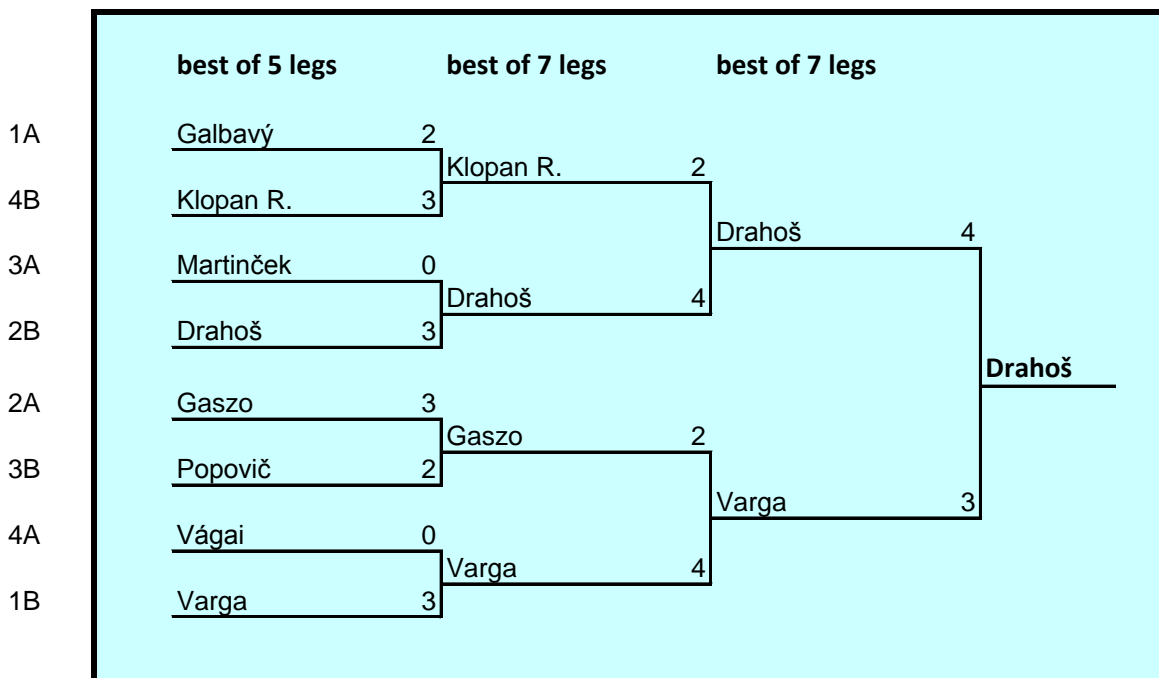 best of 5 legs best of 7 legs best of 7 legs
1A Galbavý 2
Klopan R. 2
4B Klopan R. 3
Drahoš 4
3A Martinček 0
Drahoš 4
2B Drahoš 3
Drahoš
2A Gaszo 3
Gaszo 2
3B Popovič 2
Varga 3
4A Vágai 0
Varga 4
1B Varga 3